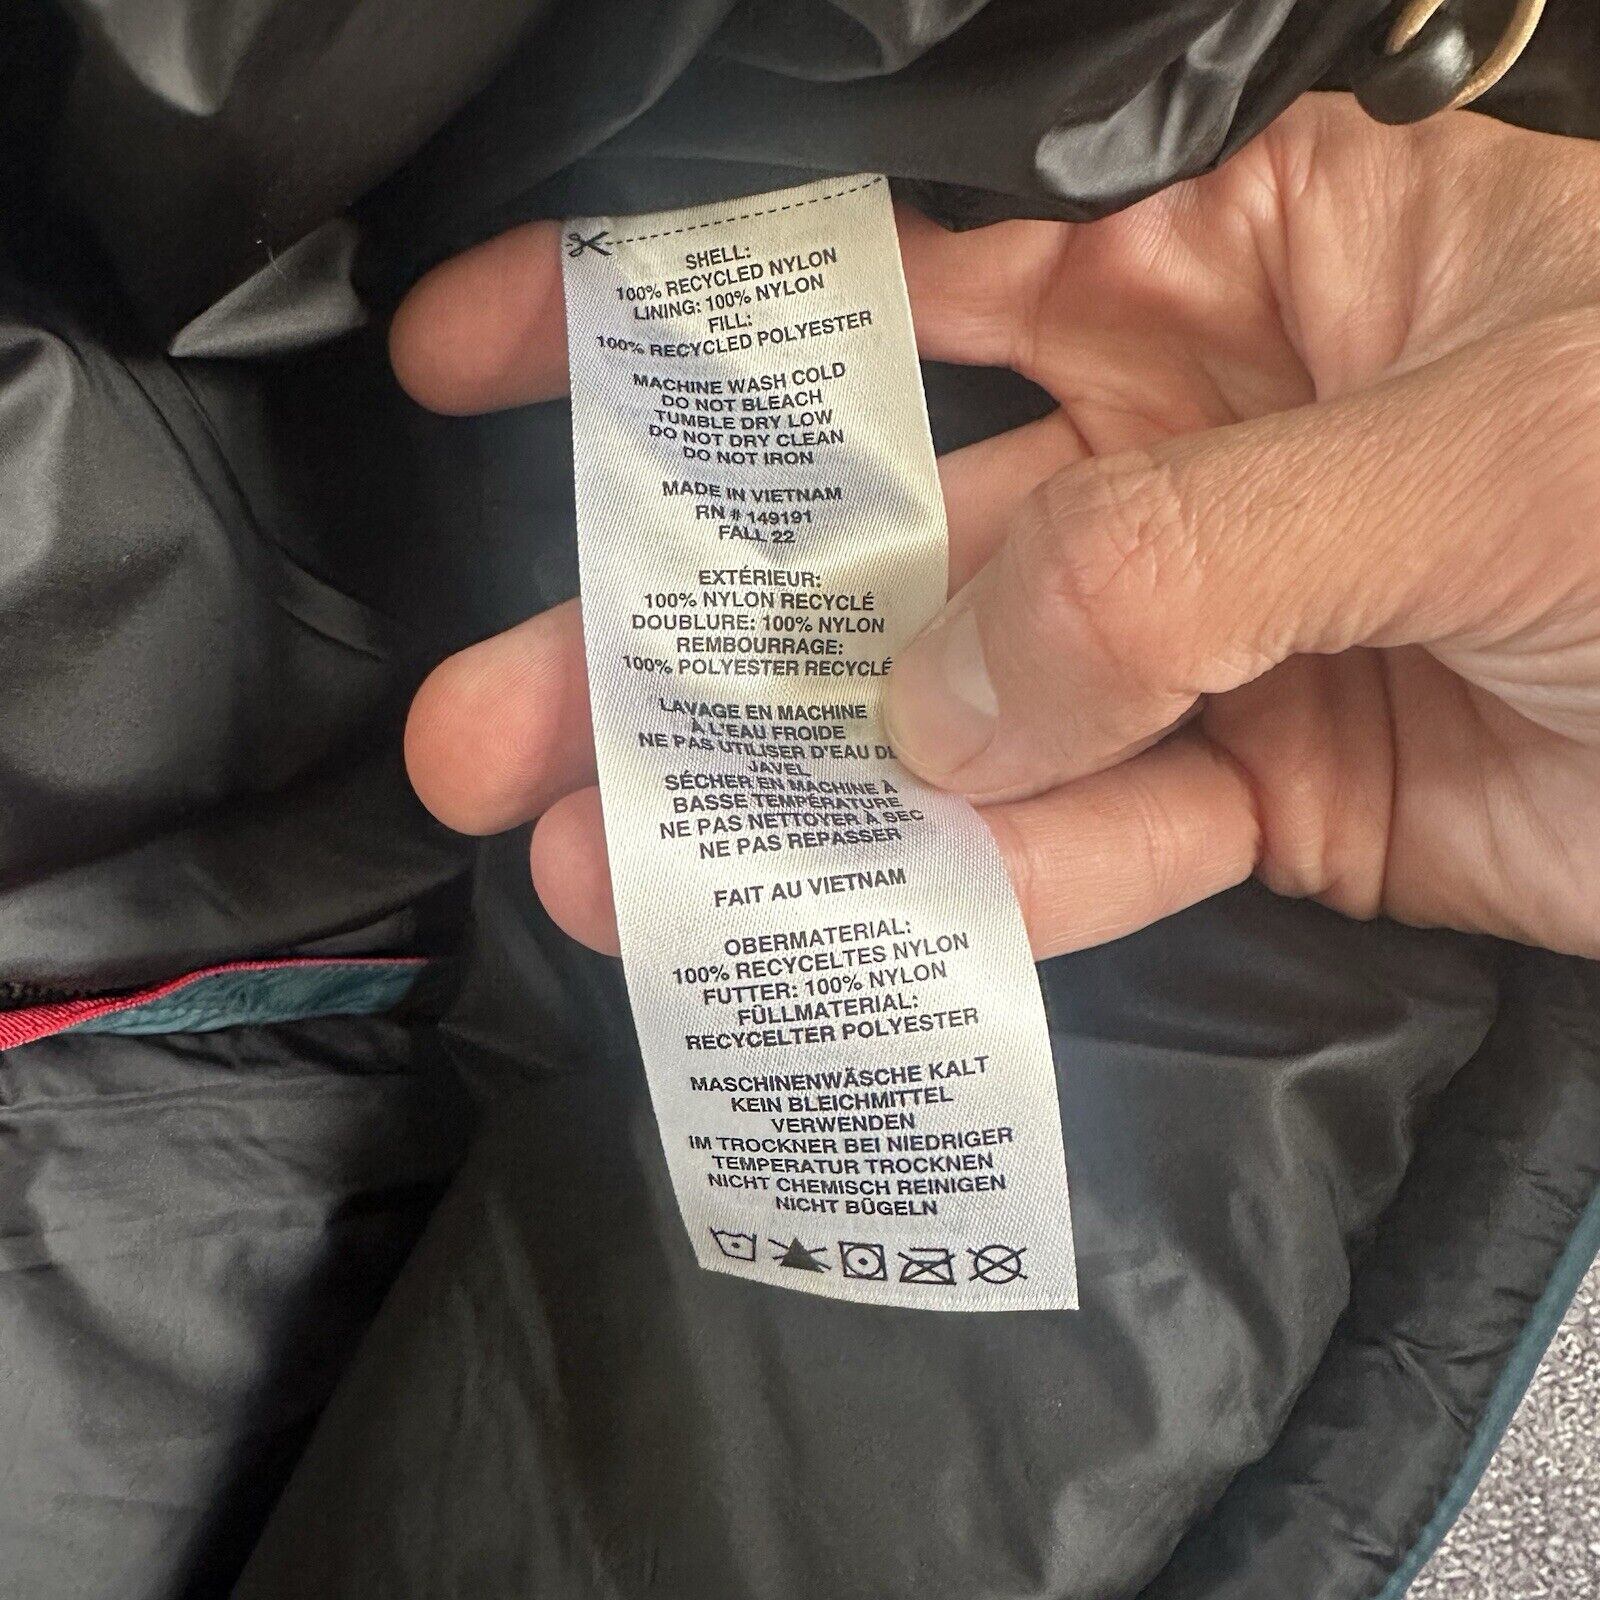 SHELL:
100% RECYCLED NYLON
LINING: 100% NYLON
FILL:
100% RECYCLED POLYESTER
MACHINE WASH COLD
DO NOT BLEACH
TUMBLE DRY LOW
DO NOT DRY CLEAN
DO NOT IRON
MADE IN VIETNAM
RN # 149191
FALL 22
EXTÉRIEUR:
100% NYLON RECYCLÉ
DOUBLURE: 100% NYLON
REMBOURRAGE:
100% POLYESTER RECYCLÉ
LAVAGE EN MACHINE
À L'EAU FROIDE
NE PAS UTILISER D'EAU DE
JAVEL
SÉCHER EN MACHINE À
BASSE TEMPÉRATURE
NE PAS NETTOYER À SEC
NE PAS REPASSER
FAIT AU VIETNAM
OBERMATERIAL:
100% RECYCELTES NYLON
FUTTER: 100% NYLON
FÜLLMATERIAL:
RECYCELTER POLYESTER
MASCHINENWÄSCHE KALT
KEIN BLEICHMITTEL
VERWENDEN
IM TROCKNER BEI NIEDRIGER
TEMPERATUR TROCKNEN
NICHT CHEMISCH REINIGEN
NICHT BÜGELN